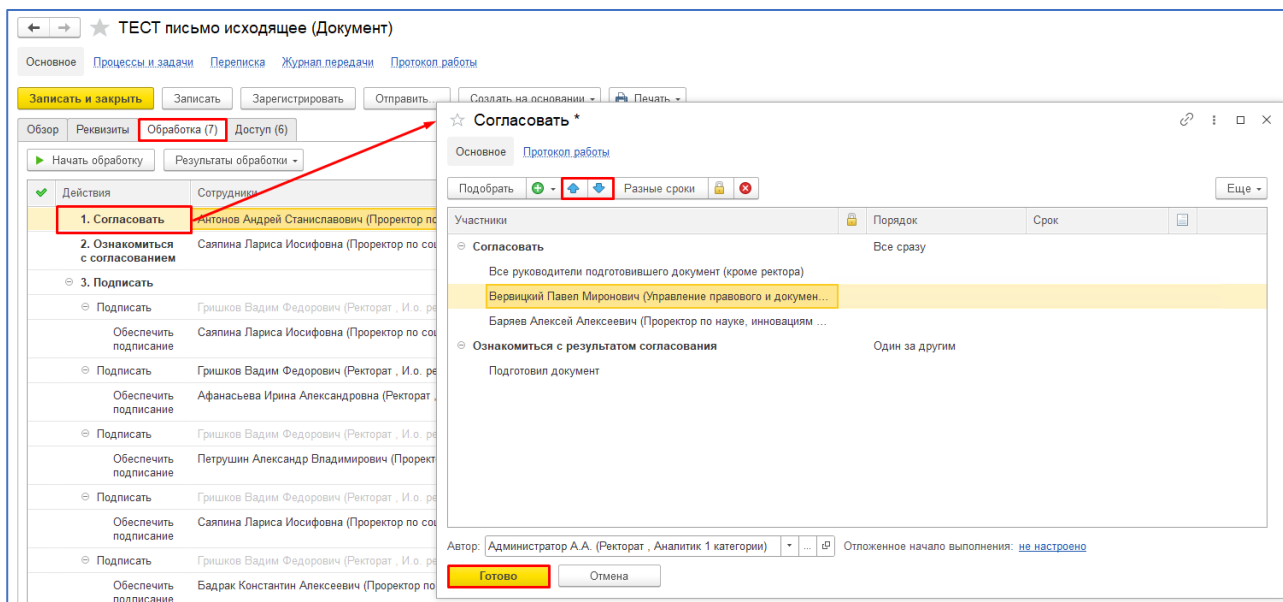 ТЕСТ письмо исходящее (Документ)
Основное Процессы и задачи Переписка Журнал передачи Протокол работы
Записать и закрыть Записать Зарегистрировать Отправить... Создать на основании Печать
Обзор Реквизиты Обработка (7) Доступ (6)
Начать обработку Результаты обработки
Действия Сотрудники
1. Согласовать Антонов Андрей Станиславович (Проректор по
2. Ознакомиться Саяпина Лариса Иосифовна (Проректор по соц
с согласованием
3. Подписать
Подписать Гришков Вадим Федорович (Ректорат , И.о. ре
Обеспечить Саяпина Лариса Иосифовна (Проректор по соц
подписание
Подписать Гришков Вадим Федорович (Ректорат , И.о. ре
Обеспечить Афанасьева Ирина Александровна (Ректорат ,
подписание
Подписать Гришков Вадим Федорович (Ректорат , И.о. ре
Обеспечить Петрушин Александр Владимирович (Проректо
подписание
Подписать Гришков Вадим Федорович (Ректорат , И.о. ре
Обеспечить Саяпина Лариса Иосифовна (Проректор по соц
подписание
Подписать Гришков Вадим Федорович (Ректорат , И.о. ре
Обеспечить Бадрак Константин Алексеевич (Проректор по
подписание
Согласовать *
Основное Протокол работы
Подобрать Разные сроки Еще
Участники Порядок Срок
Согласовать Все сразу
Все руководители подготовившего документ (кроме ректора)
Вервицкий Павел Миронович (Управление правового и докумен...
Баряев Алексей Алексеевич (Проректор по науке, инновациям ...
Ознакомиться с результатом согласования Один за другим
Подготовил документ
Автор: Администратор А.А. (Ректорат , Аналитик 1 категории) ... Отложенное начало выполнения: не настроено
Готово Отмена